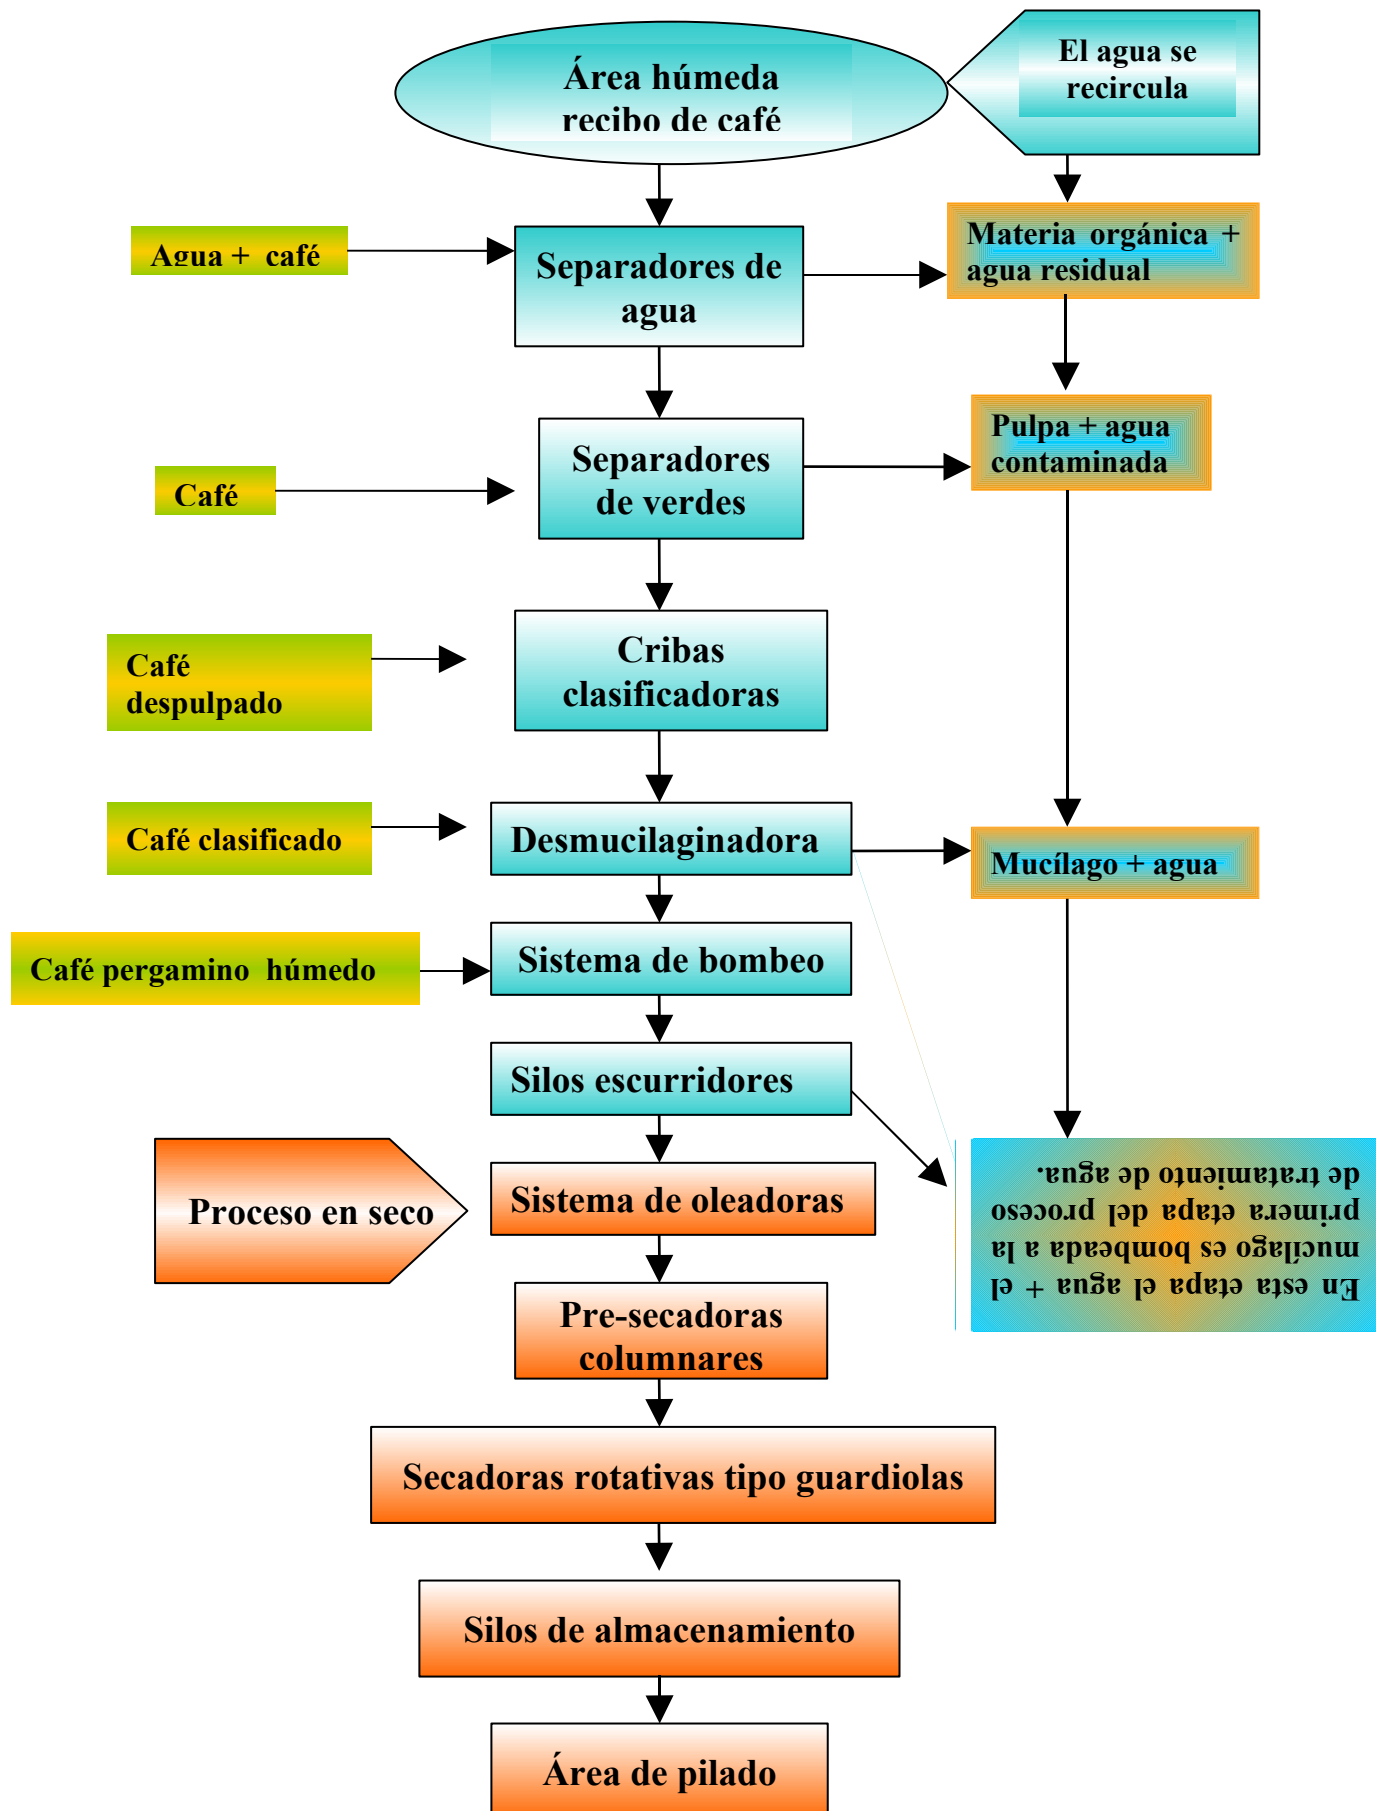 Área húmeda
recibo de café
El agua se
recircula
Agua + café
Separadores de
agua
Materia orgánica +
agua residual
Café
Separadores
de verdes
Pulpa + agua
contaminada
Café
despulpado
Cribas
clasificadoras
Café clasificado
Desmucilaginadora
Mucílago + agua
Café pergamino húmedo
Sistema de bombeo
Silos escurridores
Proceso en seco
Sistema de oleadoras
En esta etapa el agua + el
mucílago es bombeada a la
primera etapa del proceso
de tratamiento de agua.
Pre-secadoras
columnares
Secadoras rotativas tipo guardiolas
Silos de almacenamiento
Área de pilado